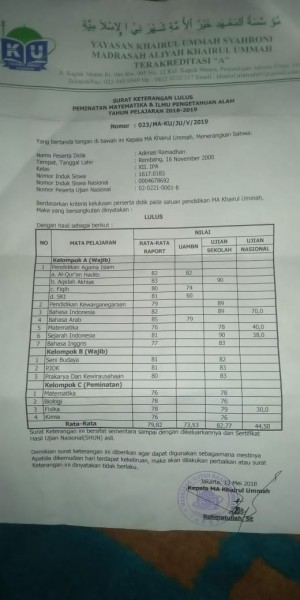 YAYASAN KHAIRUL UMMAH SYAHRONI
MADRASAH ALIYAH KHAIRUL UMMAH
TERAKREDITASI "A"
SURAT KETERANGAN LULUS
PEMINATAN MATEMATIKA & ILMU PENGETAHUAN ALAM
TAHUN PELAJARAN 2018-2019
Nomor : 023/MA-KU/JU/V/2019
Yang bertanda tangan di bawah ini Kepala MA Khairul Ummah, Menerangkan Bahwa:
Nama Peserta Didik : Adimet Ramadhan
Tempat, Tanggal Lahir : Rembang, 16 November 2000
Kelas : XII. IPA
Nomor Induk Siswa : 1617.0181
Nomor Induk Siswa Nasional : 0004678692
Nomor Peserta Ujian Nasional : 02-0221-0001-6
Berdasarkan kriteria kelulusan peserta didik pada satuan pendidikan MA Khairul Ummah,
Maka yang bersangkutan dinyatakan :
LULUS
Dengan hasil sebagai berikut :
NO MATA PELAJARAN NILAI
RATA-RATA RAPORT UAMBN UJIAN SEKOLAH UJIAN NASIONAL
Kelompok A (Wajib)
1 Pendidikan Agama Islam
a. Al-Qur'an Hadits 82 82
b. Aqidah Akhlak 83 90
c. Fiqih 80 74
d. SKI 81 60
2 Pendidikan Kewarganegaraan 79 89
3 Bahasa Indonesia 82 89 70,0
4 Bahasa Arab 85 79
5 Matematika 76 78 40,0
6 Sejarah Indonesia 81 90 38,0
7 Bahasa Inggris 77 83
Kelompok B (Wajib)
1 Seni Budaya 81 82
2 PJOK 81 83
3 Prakarya Dan Kewirausahaan 80 83
Kelompok C (Peminatan)
1 Matematika 76 78
2 Biologi 78 76
3 Fisika 78 79 30,0
4 Kimia 76 76
Rata-Rata 79,82 73,53 82,77 44,50
Surat Keterangan ini bersifat sementara sampai dengan dikeluarkannya dan Sertifikat
Hasil Ujian Nasional(SHUN) asli.
Demikian surat keterangan ini diberikan agar dapat digunakan sebagaimana mestinya
Apabila dikemudian hari terdapat kekeliruan, maka akan dilakukan perbaikan atau surat
Keterangan ini dinyatakan tidak berlaku.
Jakarta, 13 Mei 2019
Kepala MA Khairul Ummah
Rahmatullah, SE